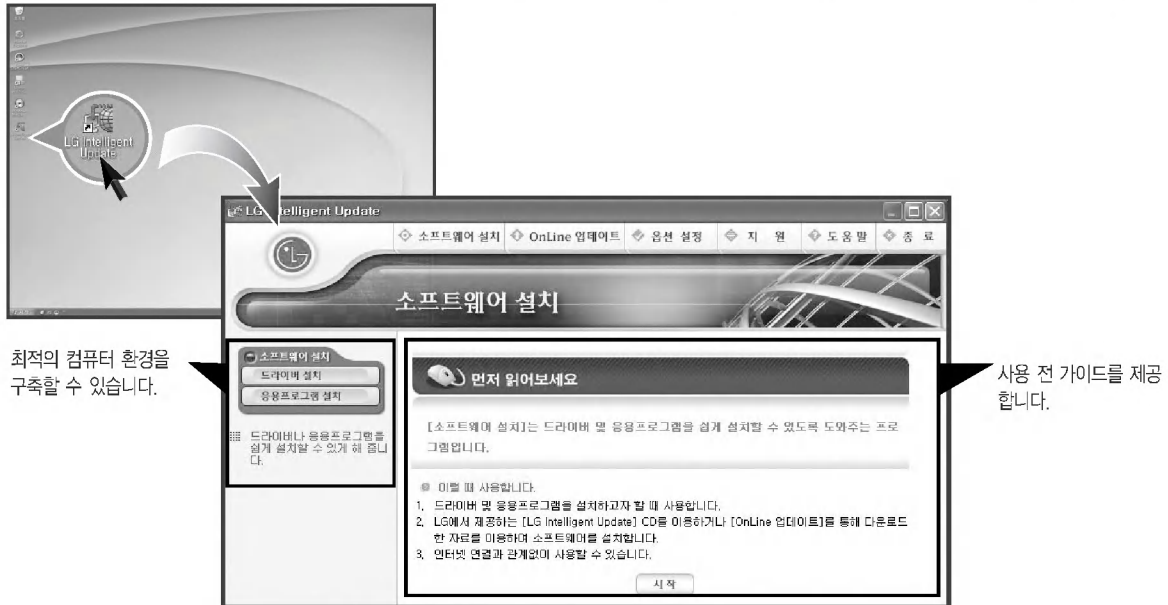 LG Intelligent
Update
LG Intelligent Update
소프트웨어 설치
OnLine 업데이트
옵션 설정
지 원
도움말
종 료
소프트웨어 설치
최적의 컴퓨터 환경을
구축할 수 있습니다.
소프트웨어 설치
드라이버 설치
응용프로그램 설치
드라이버나 응용프로그램을
쉽게 설치할 수 있게 해 줍니
다.
먼저 읽어보세요
[소프트웨어 설치]는 드라이버 및 응용프로그램을 쉽게 설치할 수 있도록 도와주는 프로
그램입니다.
이럴 때 사용합니다.
1. 드라이버 및 응용프로그램을 설치하고자 할 때 사용합니다.
2. LG에서 제공하는 [LG Intelligent Update] CD를 이용하거나 [OnLine 업데이트]를 통해 다운로드
한 자료를 이용하여 소프트웨어를 설치합니다.
3. 인터넷 연결과 관계없이 사용할 수 있습니다.
시작
사용 전 가이드를 제공
합니다.